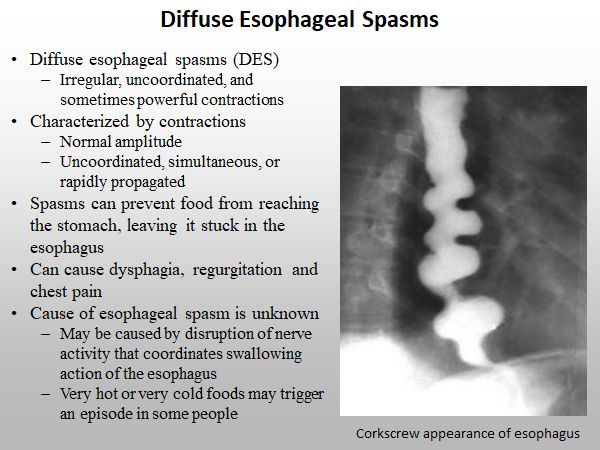 Diffuse Esophageal Spasms
• Diffuse esophageal spasms (DES)
– Irregular, uncoordinated, and
sometimes powerful contractions
• Characterized by contractions
– Normal amplitude
– Uncoordinated, simultaneous, or
rapidly propagated
• Spasms can prevent food from reaching
the stomach, leaving it stuck in the
esophagus
• Can cause dysphagia, regurgitation and
chest pain
• Cause of esophageal spasm is unknown
– May be caused by disruption of nerve
activity that coordinates swallowing
action of the esophagus
– Very hot or very cold foods may trigger
an episode in some people
Corkscrew appearance of esophagus